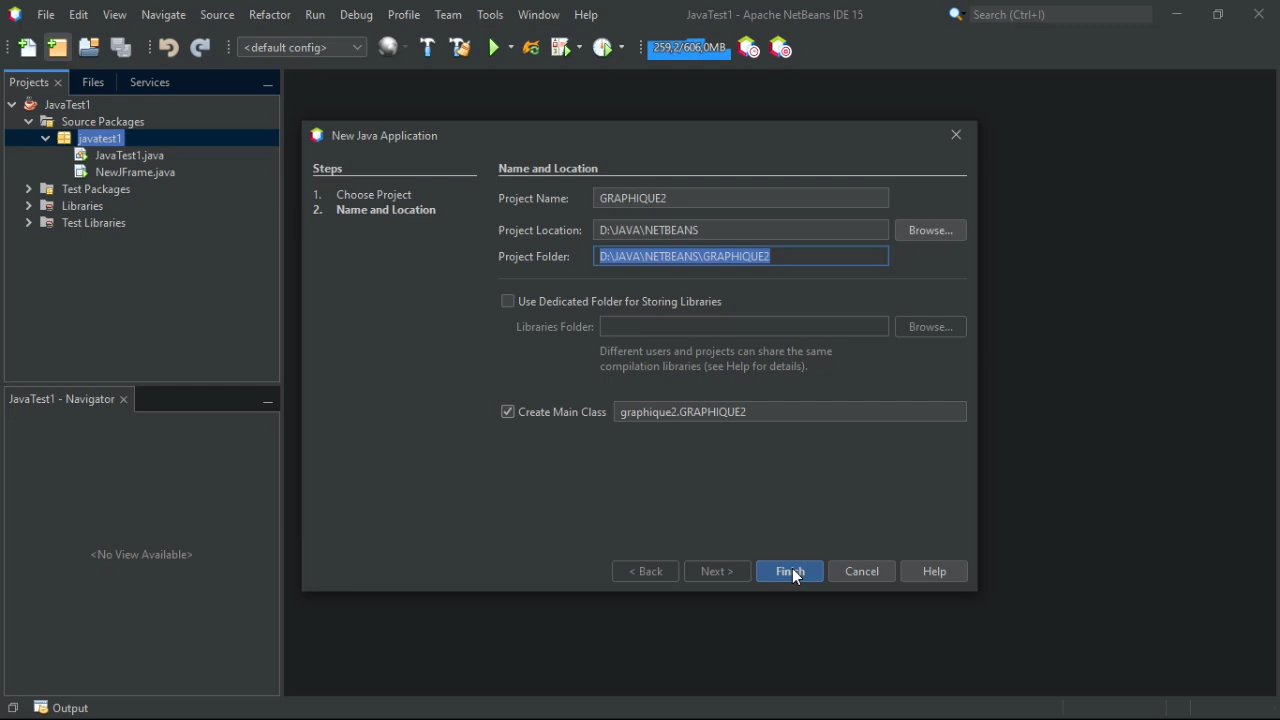 File Edit View Navigate Source Refactor Run Debug Profile Team Tools Window Help JavaTest1 - Apache NetBeans IDE 15 Search (Ctrl+I)
<default config> 259,2/606,0MB
Projects Files Services
JavaTest1
Source Packages
javatest1
JavaTest1.java
NewJFrame.java
Test Packages
Libraries
Test Libraries
JavaTest1 - Navigator
<No View Available>
New Java Application
Steps
1. Choose Project
2. Name and Location
Name and Location
Project Name: GRAPHIQUE2
Project Location: D:\JAVA\NETBEANS Browse...
Project Folder: D:\JAVA\NETBEANS\GRAPHIQUE2
Use Dedicated Folder for Storing Libraries
Libraries Folder: Browse...
Different users and projects can share the same
compilation libraries (see Help for details).
Create Main Class graphique2.GRAPHIQUE2
< Back Next > Finish Cancel Help
Output